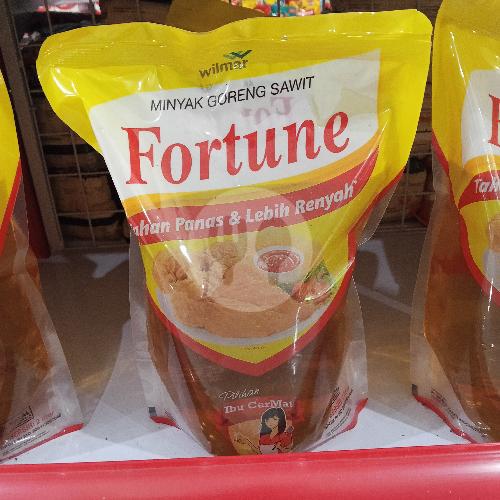 wilmar
MINYAK GORENG SAWIT
Fortune
Tahan Panas & Lebih Renyah
Pilihan
Ibu CerMat